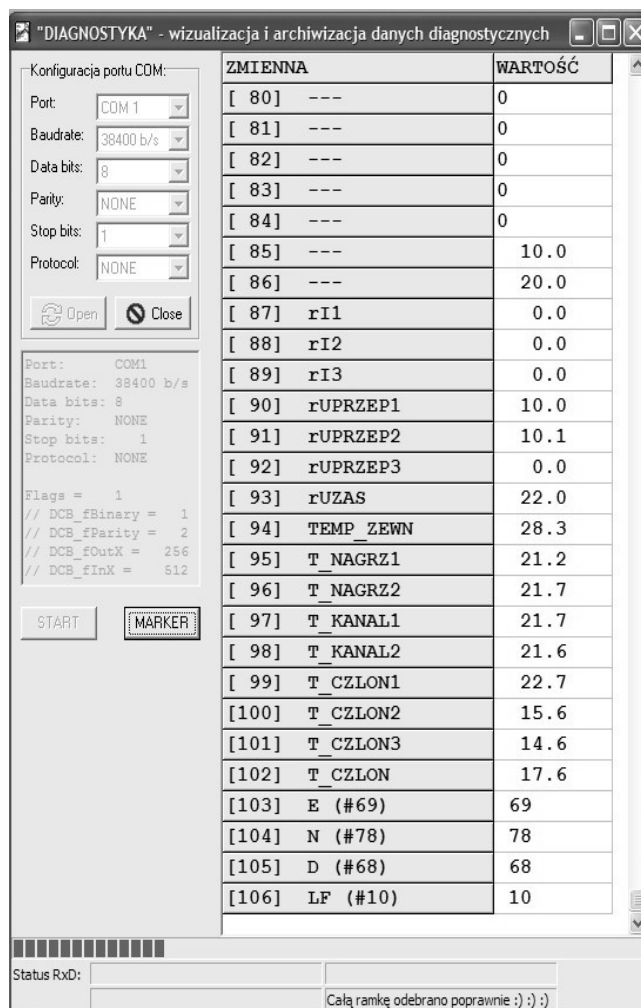 "DIAGNOSTYKA" - wizualizacja i archiwizacja danych diagnostycznych
Konfiguracja portu COM:
Port: COM 1
Baudrate: 38400 b/s
Data bits: 8
Parity: NONE
Stop bits: 1
Protocol: NONE
Open Close
Port: COM1
Baudrate: 38400 b/s
Data bits: 8
Parity: NONE
Stop bits: 1
Protocol: NONE
Flags = 1
// DCB_fBinary = 1
// DCB_fParity = 2
// DCB_fOutX = 256
// DCB_fInX = 512
START MARKER
ZMIENNA WARTOŚĆ
[ 80] --- 0
[ 81] --- 0
[ 82] --- 0
[ 83] --- 0
[ 84] --- 0
[ 85] --- 10.0
[ 86] --- 20.0
[ 87] rI1 0.0
[ 88] rI2 0.0
[ 89] rI3 0.0
[ 90] rUPRZEP1 10.0
[ 91] rUPRZEP2 10.1
[ 92] rUPRZEP3 0.0
[ 93] rUZAS 22.0
[ 94] TEMP_ZEWN 28.3
[ 95] T_NAGRZ1 21.2
[ 96] T_NAGRZ2 21.7
[ 97] T_KANAL1 21.7
[ 98] T_KANAL2 21.6
[ 99] T_CZLON1 22.7
[100] T_CZLON2 15.6
[101] T_CZLON3 14.6
[102] T_CZLON 17.6
[103] E (#69) 69
[104] N (#78) 78
[105] D (#68) 68
[106] LF (#10) 10
Status RxD:
Całą ramkę odebrano poprawnie :) :) :)